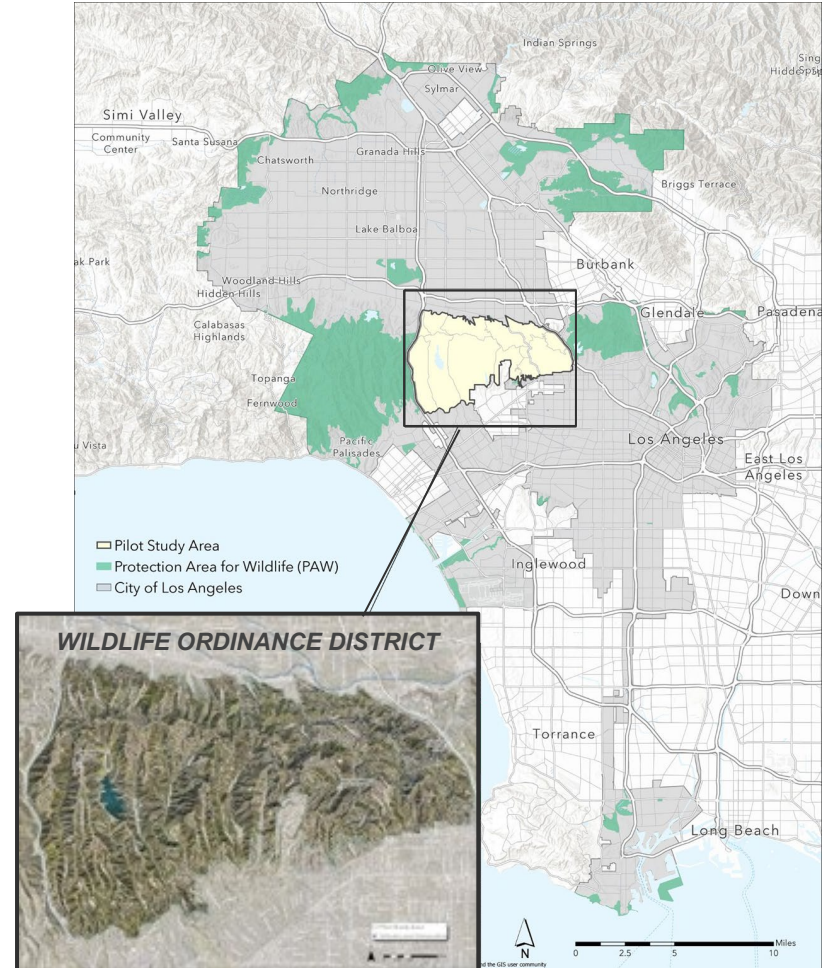 Indian Springs
Olive View
Sylmar
Simi Valley
Community
Center
Santa Susana
Granada Hills
Chatsworth
Northridge
Briggs Terrace
Lake Balboa
ak Park
Burbank
Woodland Hills
Hidden Hills
Glendale
Pasadena
Calabasas
Highlands
Topanga
Fernwood
Pacific
Palisades
u Vista
Los Angeles
East Los
Angeles
Pilot Study Area
Protection Area for Wildlife (PAW)
City of Los Angeles
Inglewood
Down
WILDLIFE ORDINANCE DISTRICT
Torrance
Long Beach
N
Miles
0 2.5 5 10
d the GIS user community